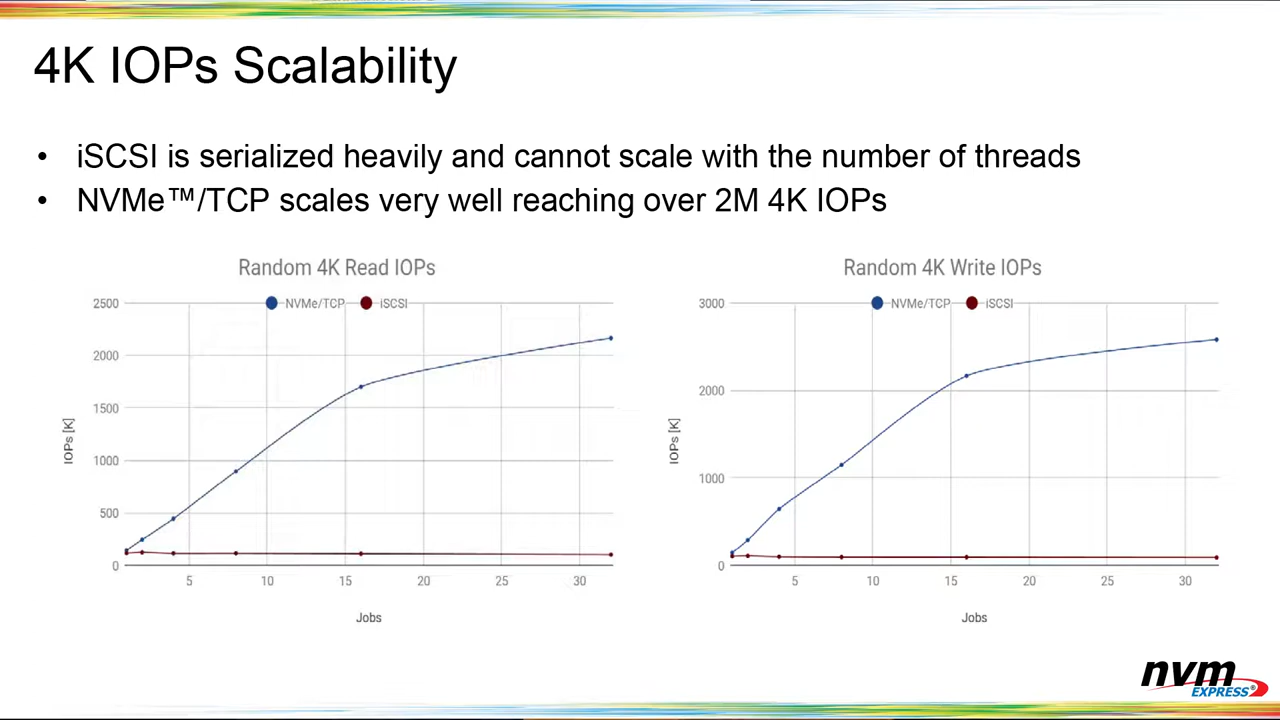 4K IOPs Scalability
• iSCSI is serialized heavily and cannot scale with the number of threads
• NVMe™/TCP scales very well reaching over 2M 4K IOPs
Random 4K Read IOPs
NVMe/TCP iSCSI
2500
2000
1500
1000
500
0
IOPs [K]
5 10 15 20 25 30
Jobs
Random 4K Write IOPs
NVMe/TCP iSCSI
3000
2000
1000
0
IOPs [K]
5 10 15 20 25 30
Jobs
nvm
EXPRESS®